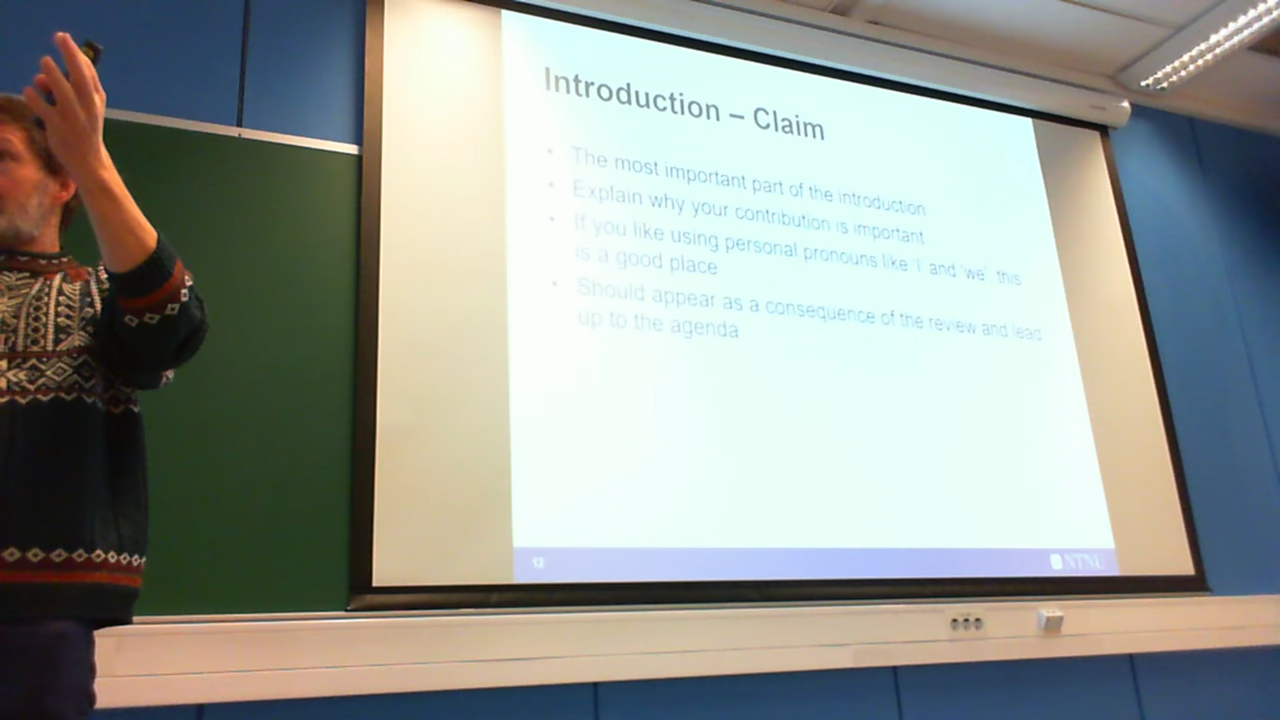 Introduction – Claim
• The most important part of the introduction
• Explain why your contribution is important
• If you like using personal pronouns like 'I' and 'we', this
is a good place
• Should appear as a consequence of the review and lead
up to the agenda
12
NTNU